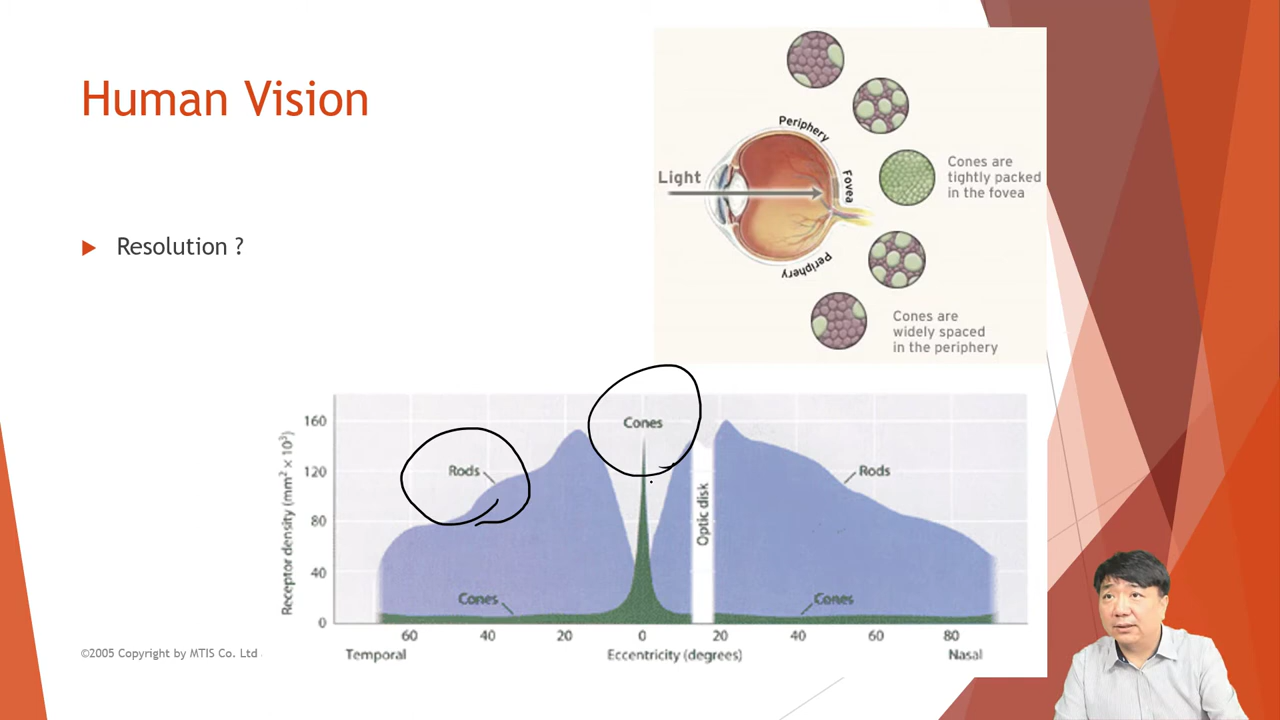 Human Vision
Resolution ?
Periphery
Light
Fovea
Cones are
tightly packed
in the fovea
Periphery
Cones are
widely spaced
in the periphery
Receptor density (mm² × 10³)
160
120
80
40
0
Cones
Rods
Rods
Optic disk
Cones
Cones
60
40
20
0
20
40
60
80
Temporal
Eccentricity (degrees)
Nasal
©2005 Copyright by MTIS Co. Ltd